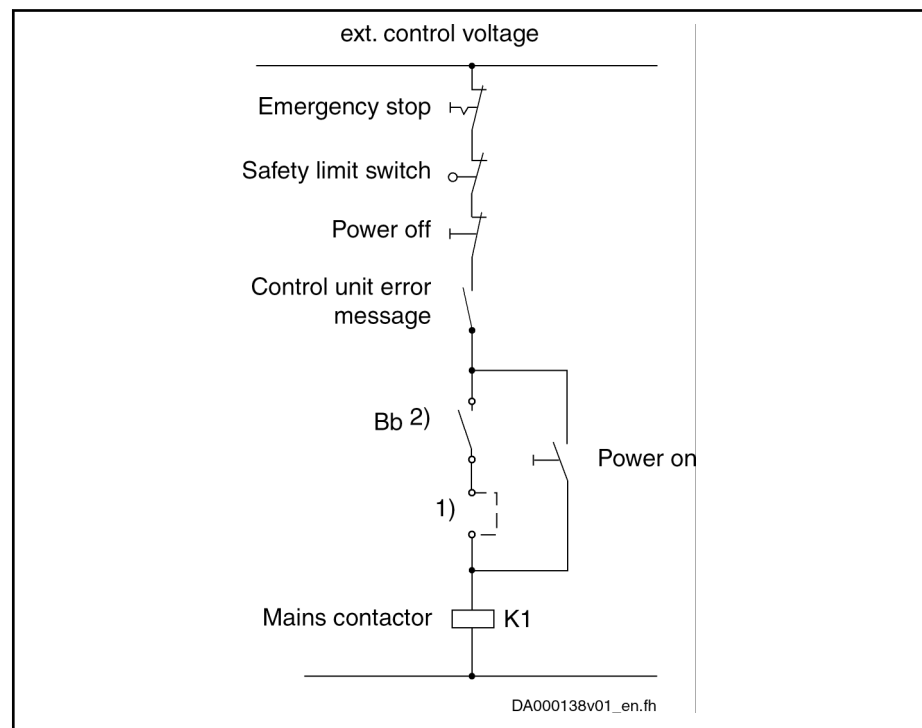 ext. control voltage
Emergency stop
Safety limit switch
Power off
Control unit error
message
Bb 2)
Power on
1)
Mains contactor
K1
DA000138v01_en.fh